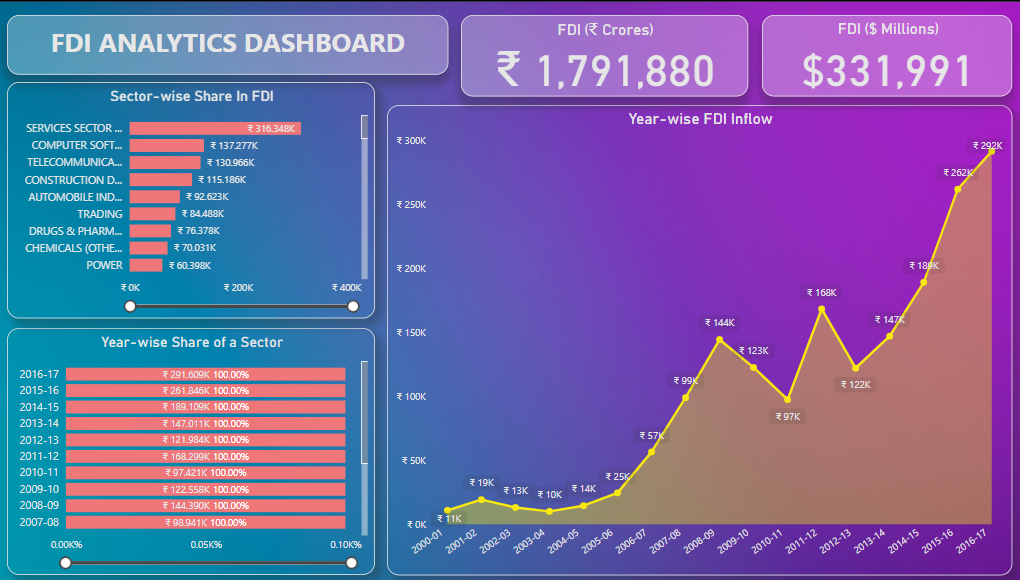 FDI ANALYTICS DASHBOARD
FDI (₹ Crores)
₹ 1,791,880
FDI ($ Millions)
$331,991
Sector-wise Share In FDI
SERVICES SECTOR ... ₹ 316.348K
COMPUTER SOFT... ₹ 137.277K
TELECOMMUNICA... ₹ 130.966K
CONSTRUCTION D... ₹ 115.186K
AUTOMOBILE IND... ₹ 92.623K
TRADING ₹ 84.488K
DRUGS & PHARM... ₹ 76.378K
CHEMICALS (OTHE... ₹ 70.031K
POWER ₹ 60.398K
₹ 0K ₹ 200K ₹ 400K
Year-wise Share of a Sector
2016-17 ₹ 291.609K 100.00%
2015-16 ₹ 261.846K 100.00%
2014-15 ₹ 189.109K 100.00%
2013-14 ₹ 147.011K 100.00%
2012-13 ₹ 121.984K 100.00%
2011-12 ₹ 168.299K 100.00%
2010-11 ₹ 97.421K 100.00%
2009-10 ₹ 122.558K 100.00%
2008-09 ₹ 144.390K 100.00%
2007-08 ₹ 98.941K 100.00%
0.00K% 0.05K% 0.10K%
Year-wise FDI Inflow
₹ 300K
₹ 250K
₹ 200K
₹ 150K
₹ 100K
₹ 50K
₹ 0K
₹ 11K ₹ 19K ₹ 13K ₹ 10K ₹ 14K ₹ 25K ₹ 57K ₹ 99K ₹ 144K ₹ 123K ₹ 97K ₹ 168K ₹ 122K ₹ 147K ₹ 189K ₹ 262K ₹ 292K
2000-01 2001-02 2002-03 2003-04 2004-05 2005-06 2006-07 2007-08 2008-09 2009-10 2010-11 2011-12 2012-13 2013-14 2014-15 2015-16 2016-17